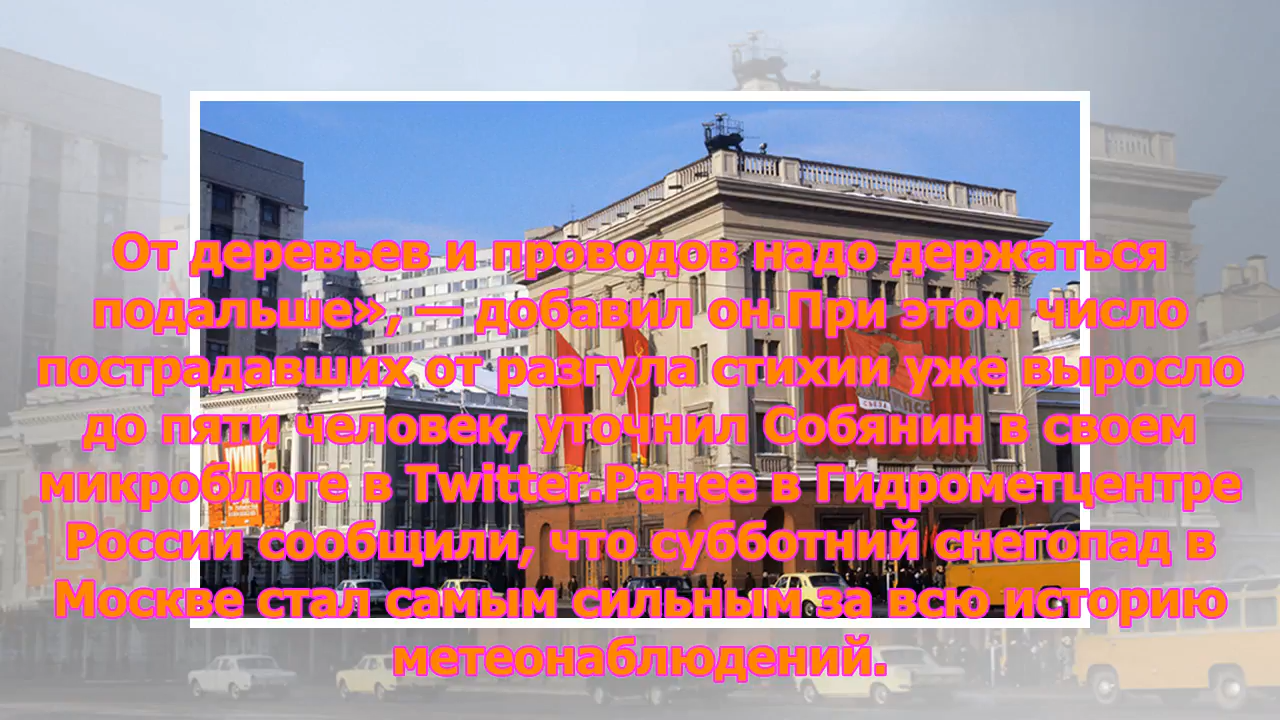 От деревьев и проводов надо держаться
подальше», — добавил он.При этом число
пострадавших от разгула стихии уже выросло
до пяти человек, уточнил Собянин в своем
микроблоге в Twitter.Ранее в Гидрометцентре
России сообщили, что субботний снегопад в
Москве стал самым сильным за всю историю
метеонаблюдений.